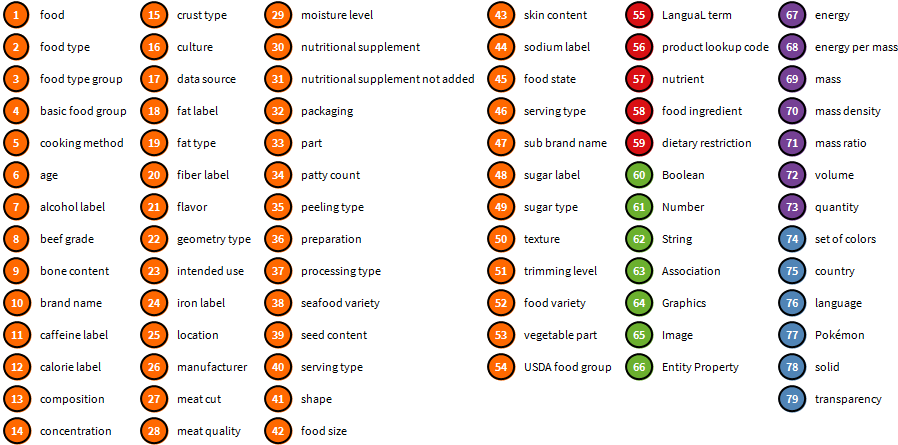 1 food
2 food type
3 food type group
4 basic food group
5 cooking method
6 age
7 alcohol label
8 beef grade
9 bone content
10 brand name
11 caffeine label
12 calorie label
13 composition
14 concentration
15 crust type
16 culture
17 data source
18 fat label
19 fat type
20 fiber label
21 flavor
22 geometry type
23 intended use
24 iron label
25 location
26 manufacturer
27 meat cut
28 meat quality
29 moisture level
30 nutritional supplement
31 nutritional supplement not added
32 packaging
33 part
34 patty count
35 peeling type
36 preparation
37 processing type
38 seafood variety
39 seed content
40 serving type
41 shape
42 food size
43 skin content
44 sodium label
45 food state
46 serving type
47 sub brand name
48 sugar label
49 sugar type
50 texture
51 trimming level
52 food variety
53 vegetable part
54 USDA food group
55 LanguaL term
56 product lookup code
57 nutrient
58 food ingredient
59 dietary restriction
60 Boolean
61 Number
62 String
63 Association
64 Graphics
65 Image
66 Entity Property
67 energy
68 energy per mass
69 mass
70 mass density
71 mass ratio
72 volume
73 quantity
74 set of colors
75 country
76 language
77 Pokémon
78 solid
79 transparency